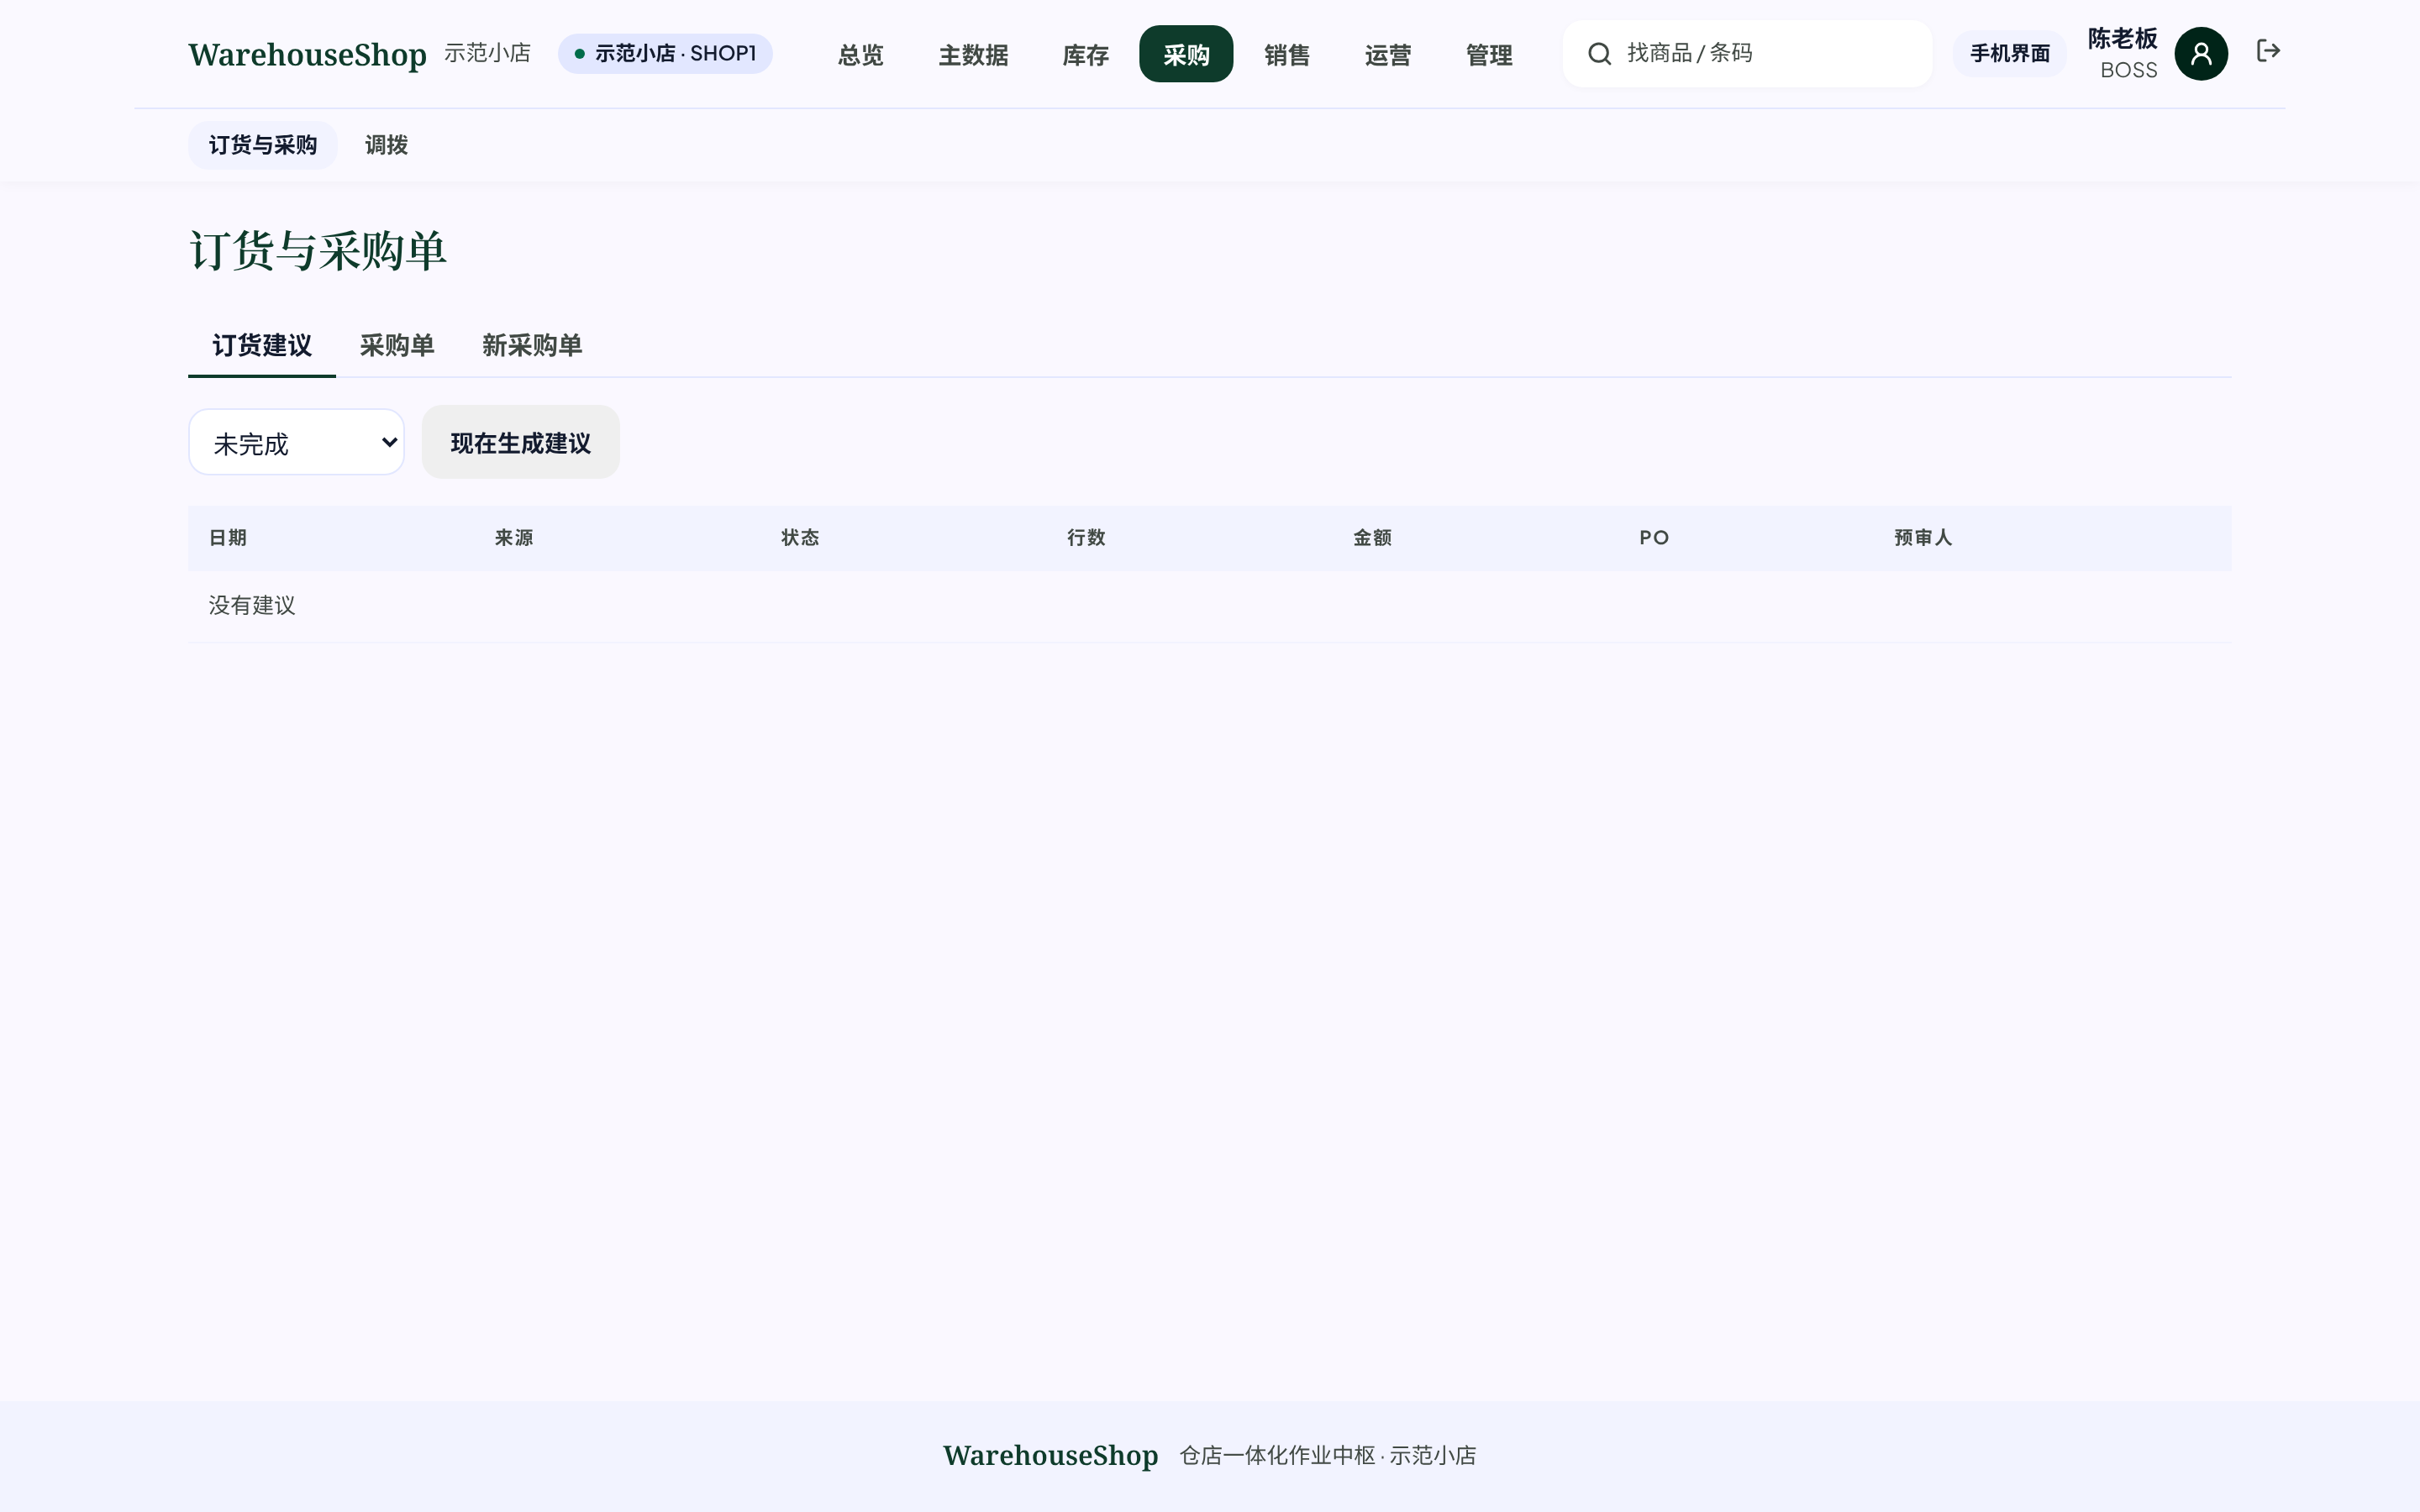 WarehouseShop 示范小店 示范小店 · SHOP1 总览 主数据 库存 采购 销售 运营 管理 找商品 / 条码 手机界面 陈老板
BOSS
订货与采购 调拨
订货与采购单
订货建议 采购单 新采购单
未完成 现在生成建议
日期 来源 状态 行数 金额 PO 预审人
没有建议
WarehouseShop 仓店一体化作业中枢 · 示范小店